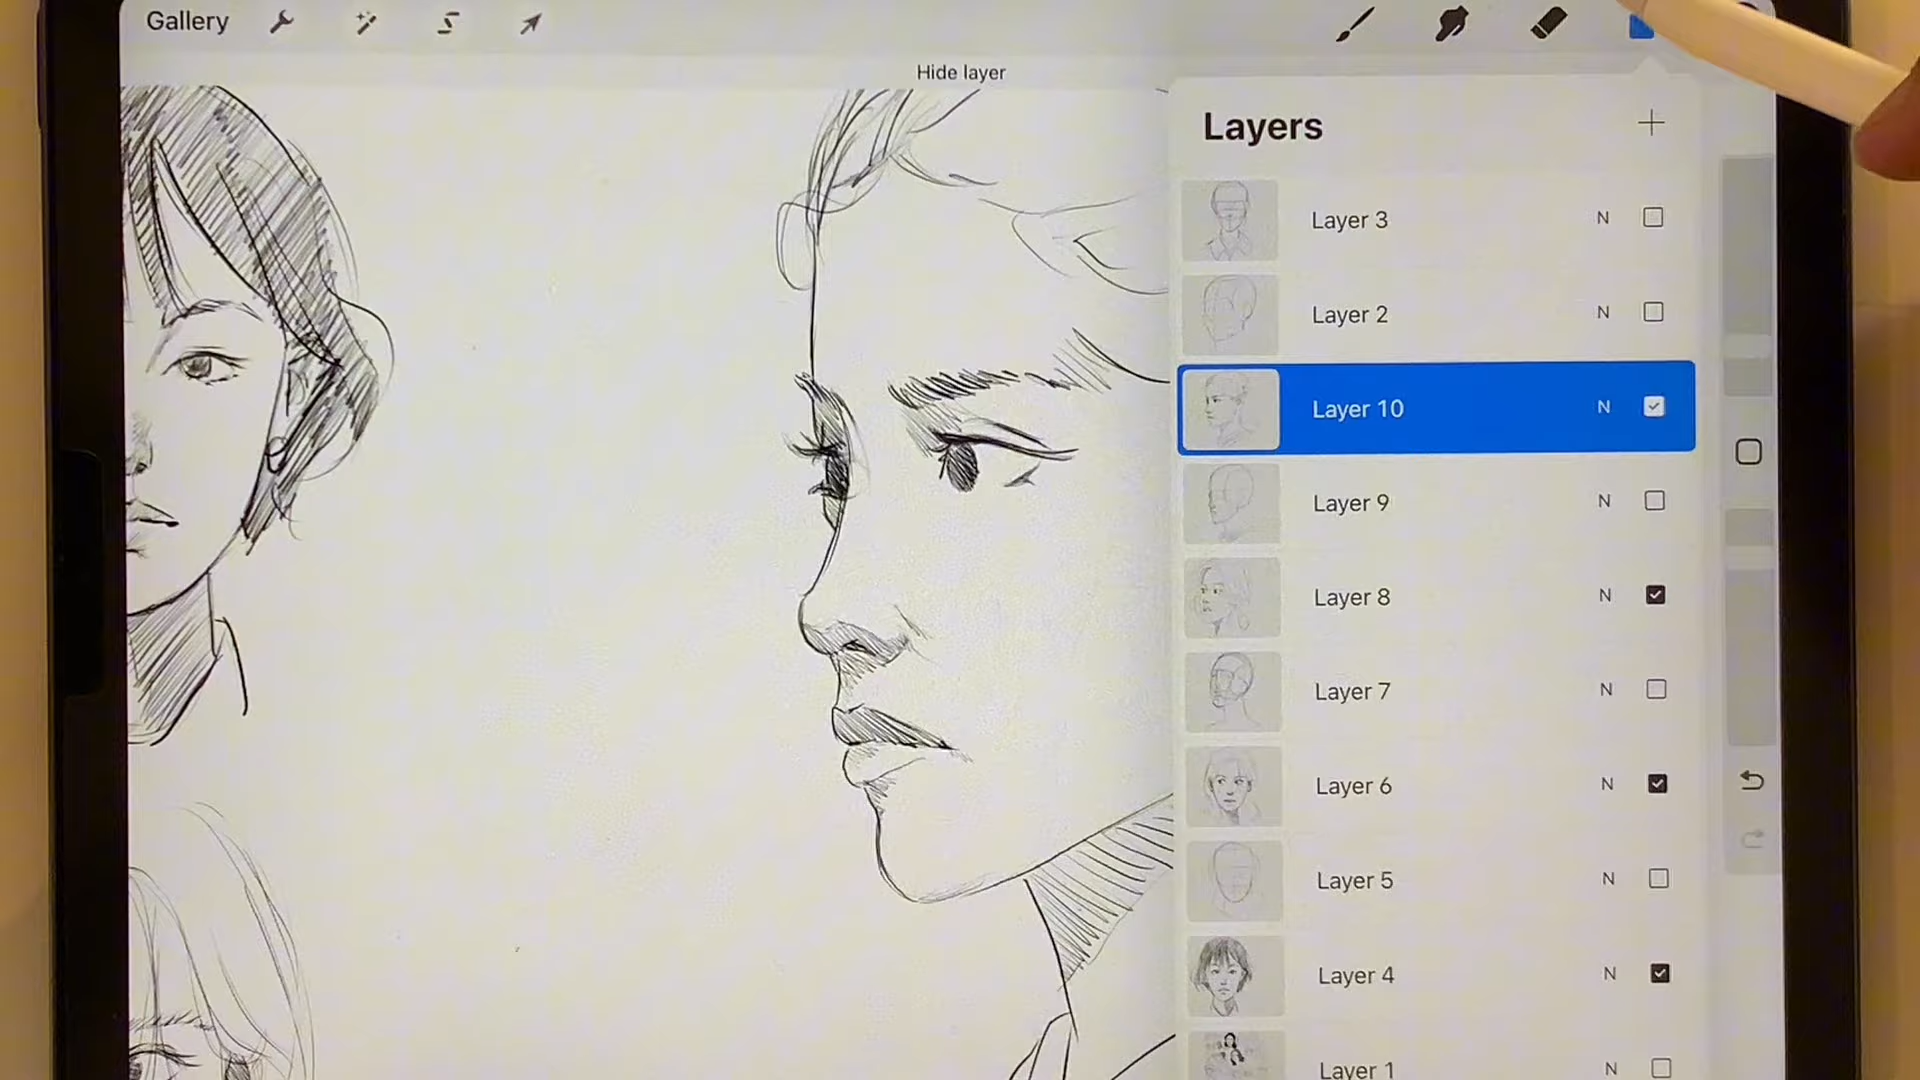 Gallery
Hide layer
Layers
Layer 3 N
Layer 2 N
Layer 10 N
Layer 9 N
Layer 8 N
Layer 7 N
Layer 6 N
Layer 5 N
Layer 4 N
Layer 1 N